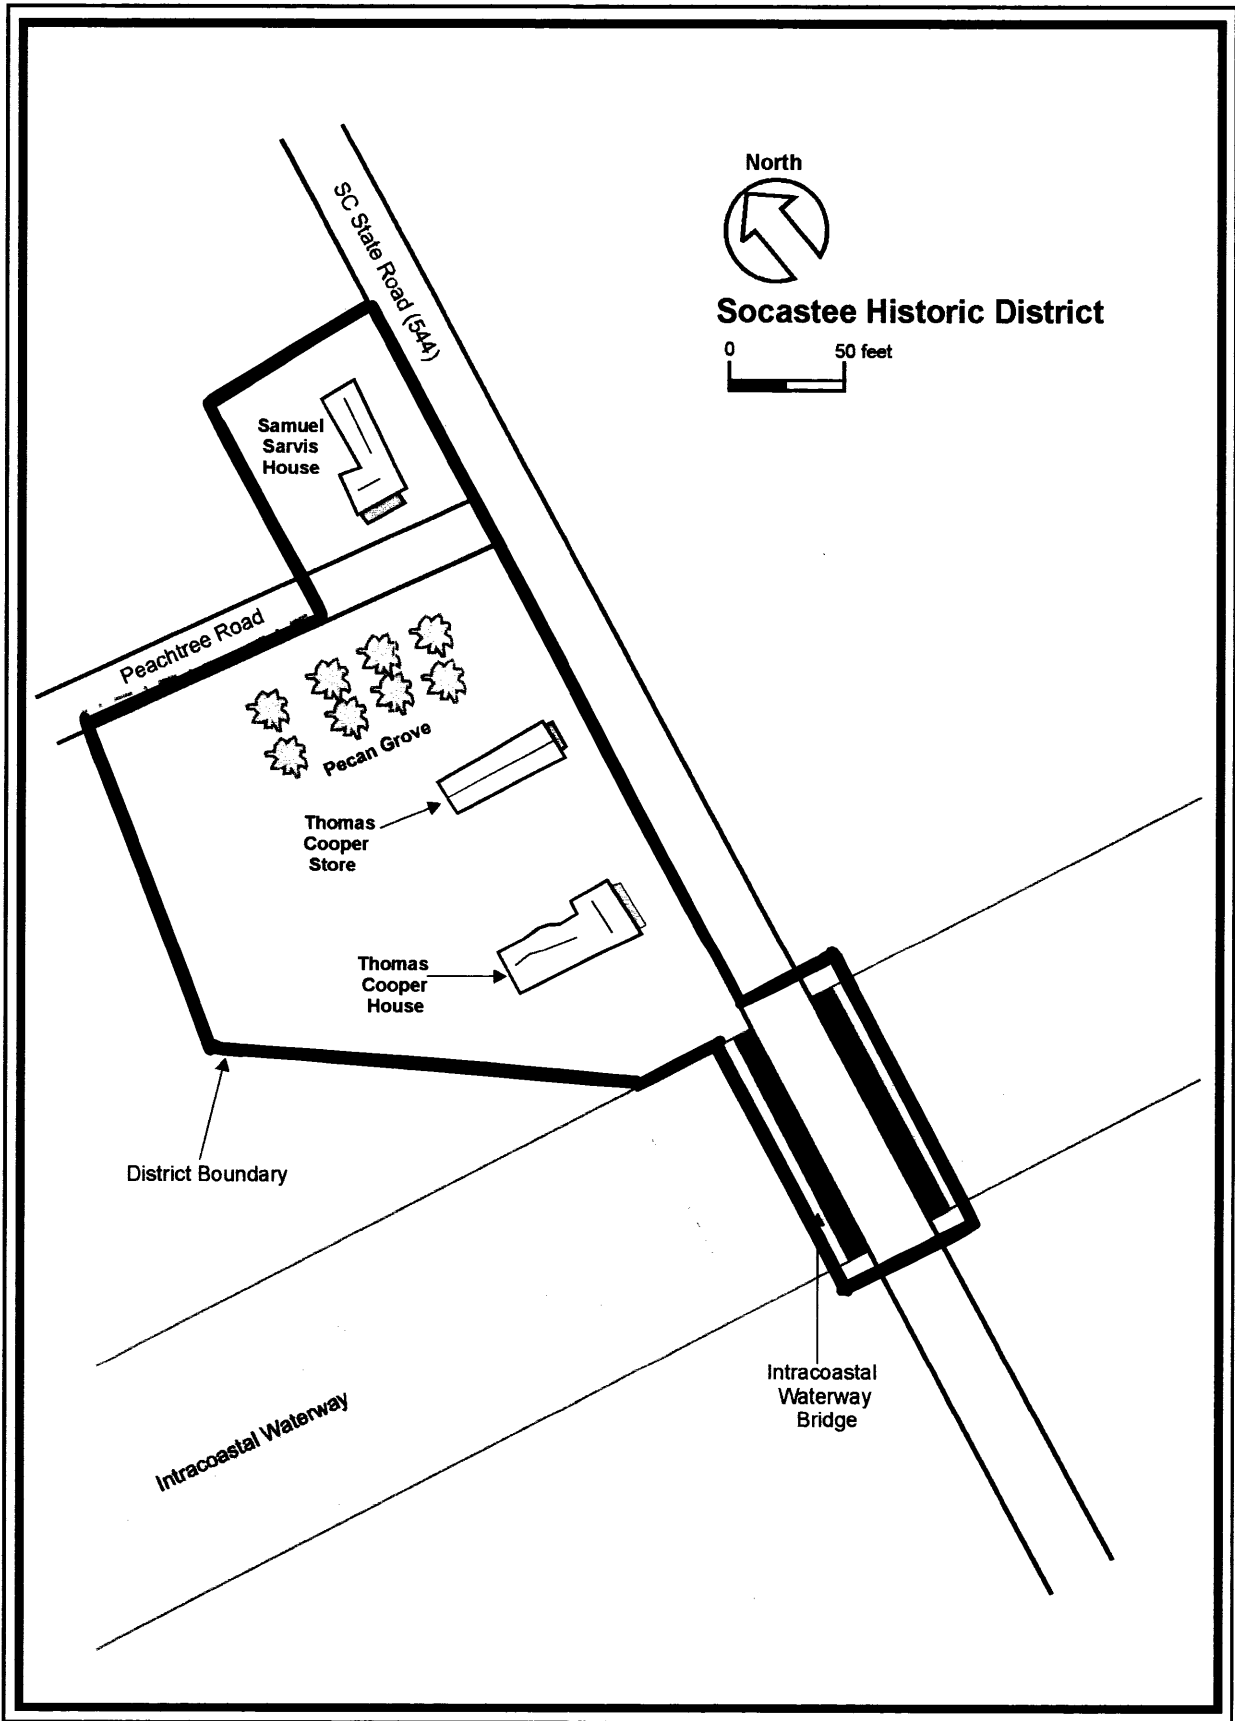 North
SC State Road (544)
Socastee Historic District
0 50 feet
Samuel
Sarvis
House
Peachtree Road
Pecan Grove
Thomas
Cooper
Store
Thomas
Cooper
House
District Boundary
Intracoastal
Waterway
Bridge
Intracoastal Waterway